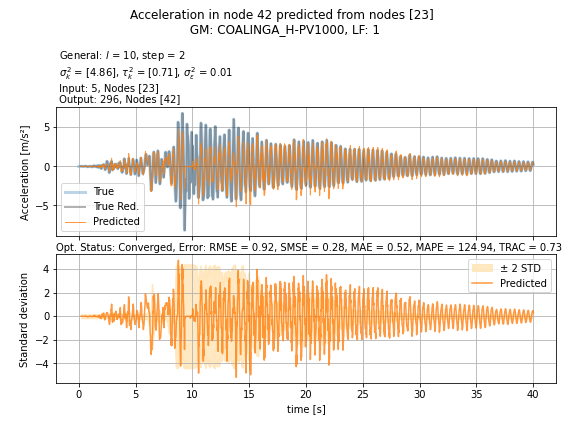 Acceleration in node 42 predicted from nodes [23]
GM: COALINGA_H-PV1000, LF: 1
General: l = 10, step = 2
σ²ₖ = [4.86], τ²ₖ = [0.71], σ²ₛ = 0.01
Input: 5, Nodes [23]
Output: 296, Nodes [42]
Acceleration [m/s²]
5
0
−5
True
True Red.
Predicted
Opt. Status: Converged, Error: RMSE = 0.92, SMSE = 0.28, MAE = 0.52, MAPE = 124.94, TRAC = 0.73
Standard deviation
4
2
0
−2
−4
± 2 STD
Predicted
0 5 10 15 20 25 30 35 40
time [s]